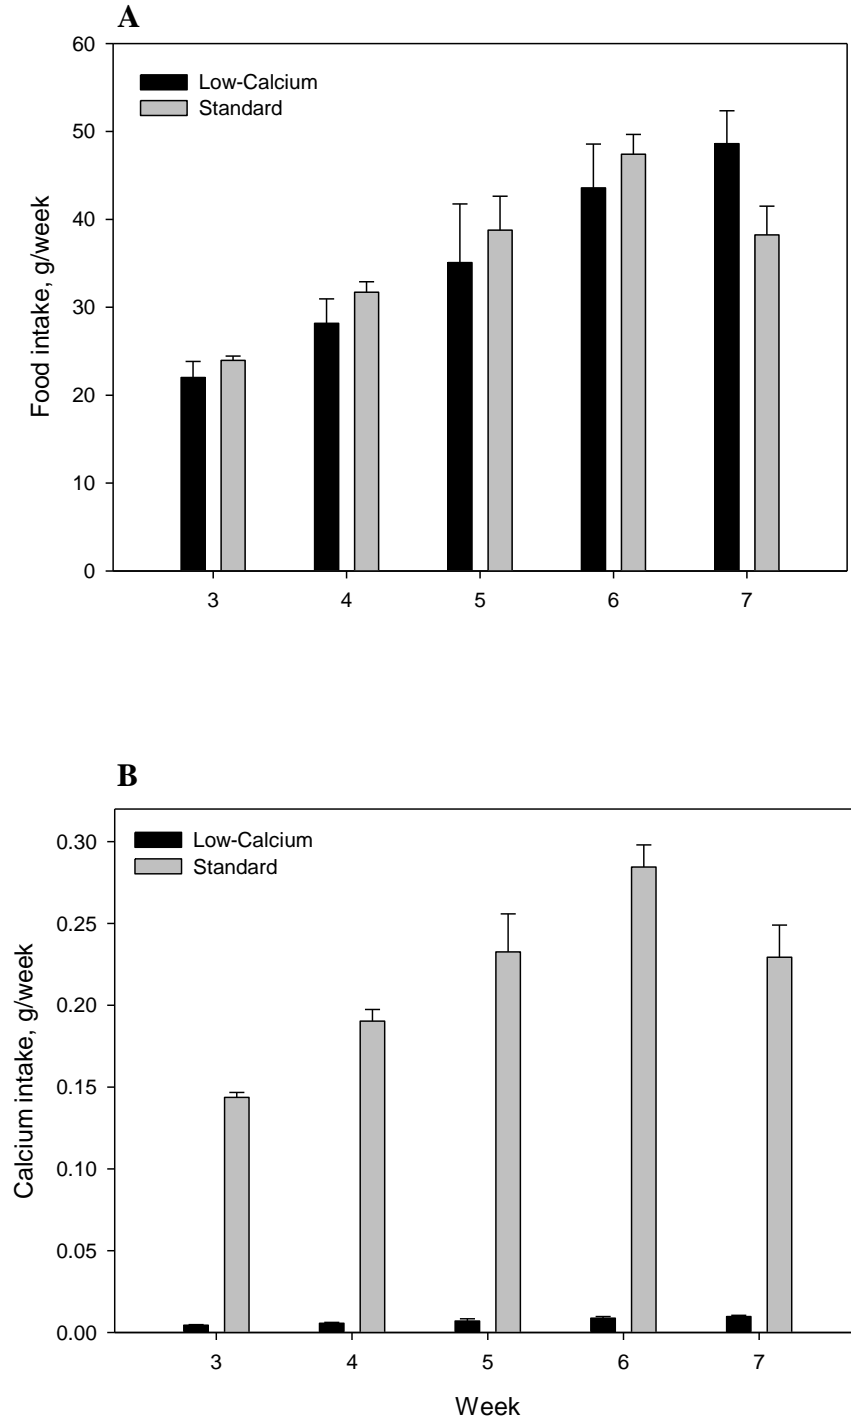 A
60
50
40
30
20
10
0
Food intake, g/week
Low-Calcium
Standard
3 4 5 6 7
B
0.30
0.25
0.20
0.15
0.10
0.05
0.00
Calcium intake, g/week
Low-Calcium
Standard
3 4 5 6 7
Week